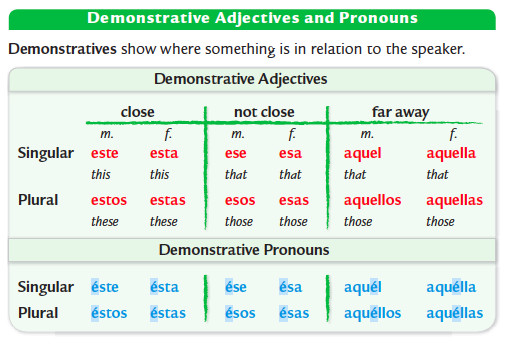 Demonstrative Adjectives and Pronouns
Demonstratives show where something is in relation to the speaker.
Demonstrative Adjectives
close not close far away
m. f. m. f. m. f.
Singular este esta ese esa aquel aquella
this this that that that that
Plural estos estas esos esas aquellos aquellas
these these those those those those
Demonstrative Pronouns
Singular éste ésta ése ésa aquél aquélla
Plural éstos éstas ésos ésas aquéllos aquéllas